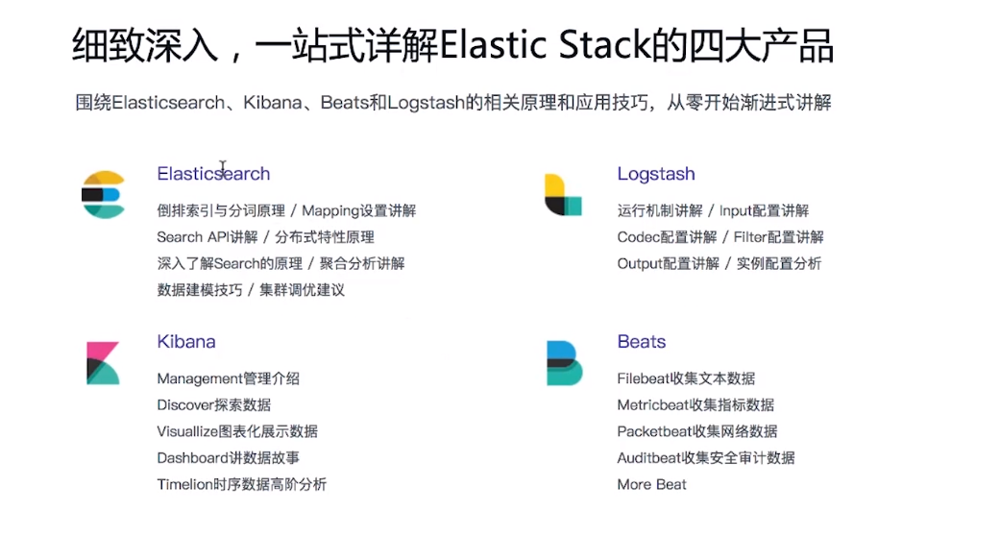 细致深入，一站式详解Elastic Stack的四大产品
围绕Elasticsearch、Kibana、Beats和Logstash的相关原理和应用技巧，从零开始渐进式讲解
Elasticsearch
倒排索引与分词原理 / Mapping设置讲解
Search API讲解 / 分布式特性原理
深入了解Search的原理 / 聚合分析讲解
数据建模技巧 / 集群调优建议
Logstash
运行机制讲解 / Input配置讲解
Codec配置讲解 / Filter配置讲解
Output配置讲解 / 实例配置分析
Kibana
Management管理介绍
Discover探索数据
Visuallize图表化展示数据
Dashboard讲数据故事
Timelion时序数据高阶分析
Beats
Filebeat收集文本数据
Metricbeat收集指标数据
Packetbeat收集网络数据
Auditbeat收集安全审计数据
More Beat